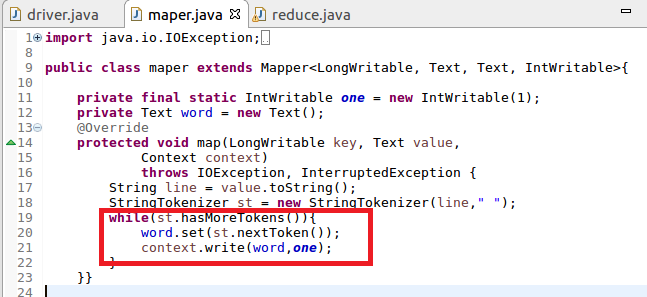 driver.java maper.java reduce.java
1 import java.io.IOException;
8
9 public class maper extends Mapper<LongWritable, Text, Text, IntWritable>{
10
11 private final static IntWritable one = new IntWritable(1);
12 private Text word = new Text();
13 @Override
14 protected void map(LongWritable key, Text value,
15 Context context)
16 throws IOException, InterruptedException {
17 String line = value.toString();
18 StringTokenizer st = new StringTokenizer(line," ");
19 while(st.hasMoreTokens()){
20 word.set(st.nextToken());
21 context.write(word,one);
22 }
23 }}
24